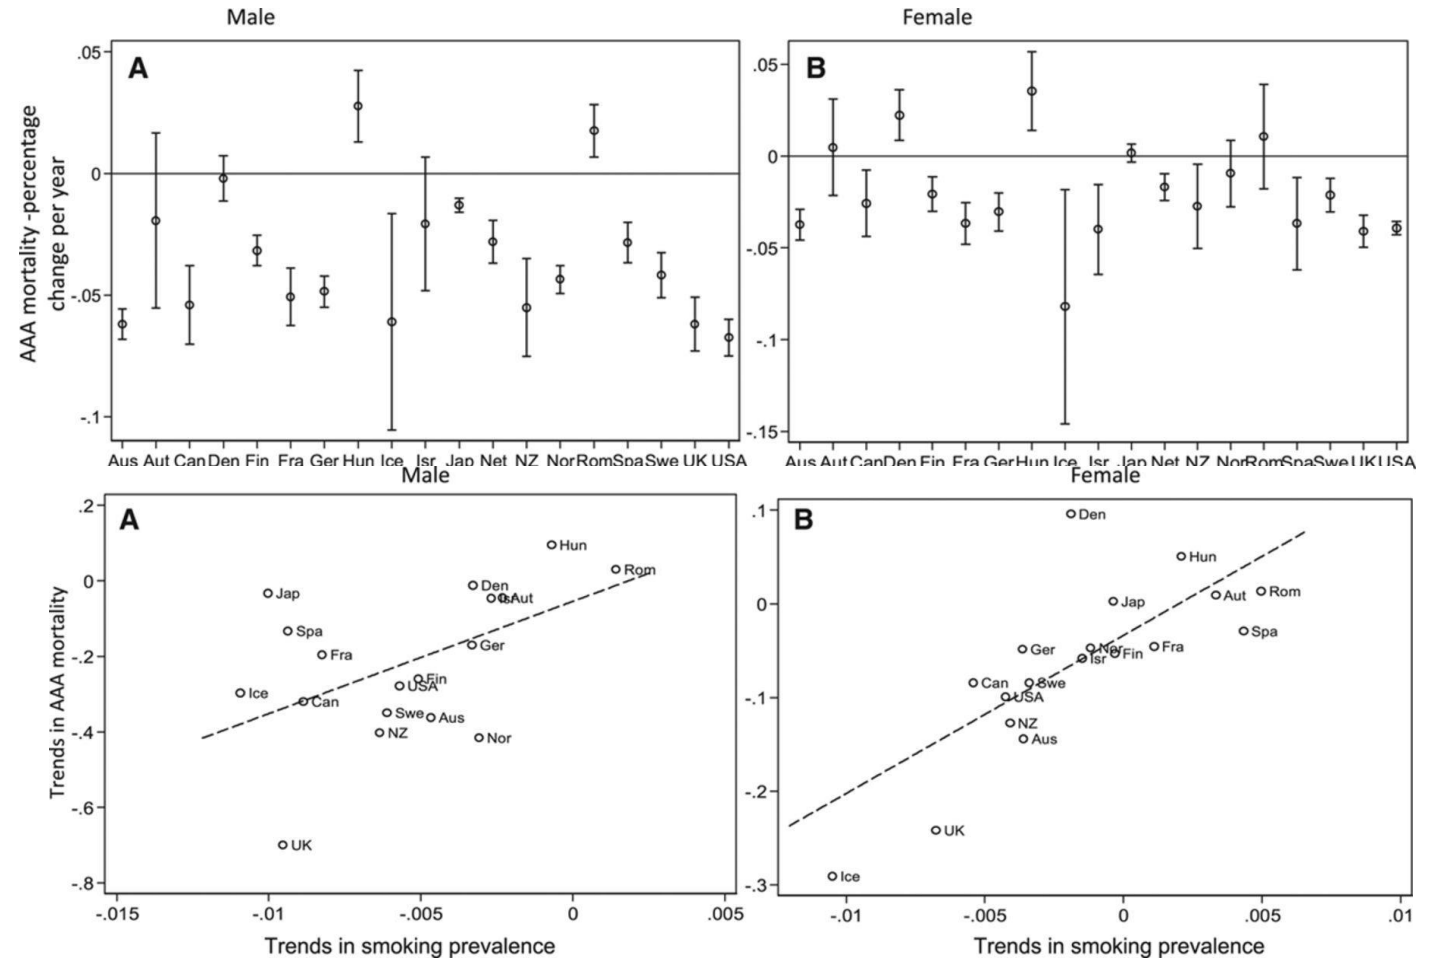 Male
Female
AAA mortality -percentage
change per year
.05
0
-.05
-.1
A
Aus Aut Can Den Fin Fra Ger Hun Ice Isr Jap Net NZ Nor Rom Spa Swe UK USA
.05
0
-.05
-.1
-.15
B
Aus Aut Can Den Fin Fra Ger Hun Ice Isr Jap Net NZ Nor Rom Spa Swe UK USA
Male
Female
Trends in AAA mortality
.2
0
-.2
-.4
-.6
-.8
A
Hun
Rom
Den
Jap
Isr Aut
Spa
Ger
Fra
Fin
USA
Ice
Can
Swe
Aus
NZ
Nor
UK
-.015 -.01 -.005 0 .005
Trends in smoking prevalence
.1
0
-.1
-.2
-.3
B
Den
Hun
Rom
Aut
Jap
Spa
Ger
Nor
Fra
Isr
Fin
Can
Swe
USA
NZ
Aus
UK
Ice
-.01 -.005 0 .005 .01
Trends in smoking prevalence